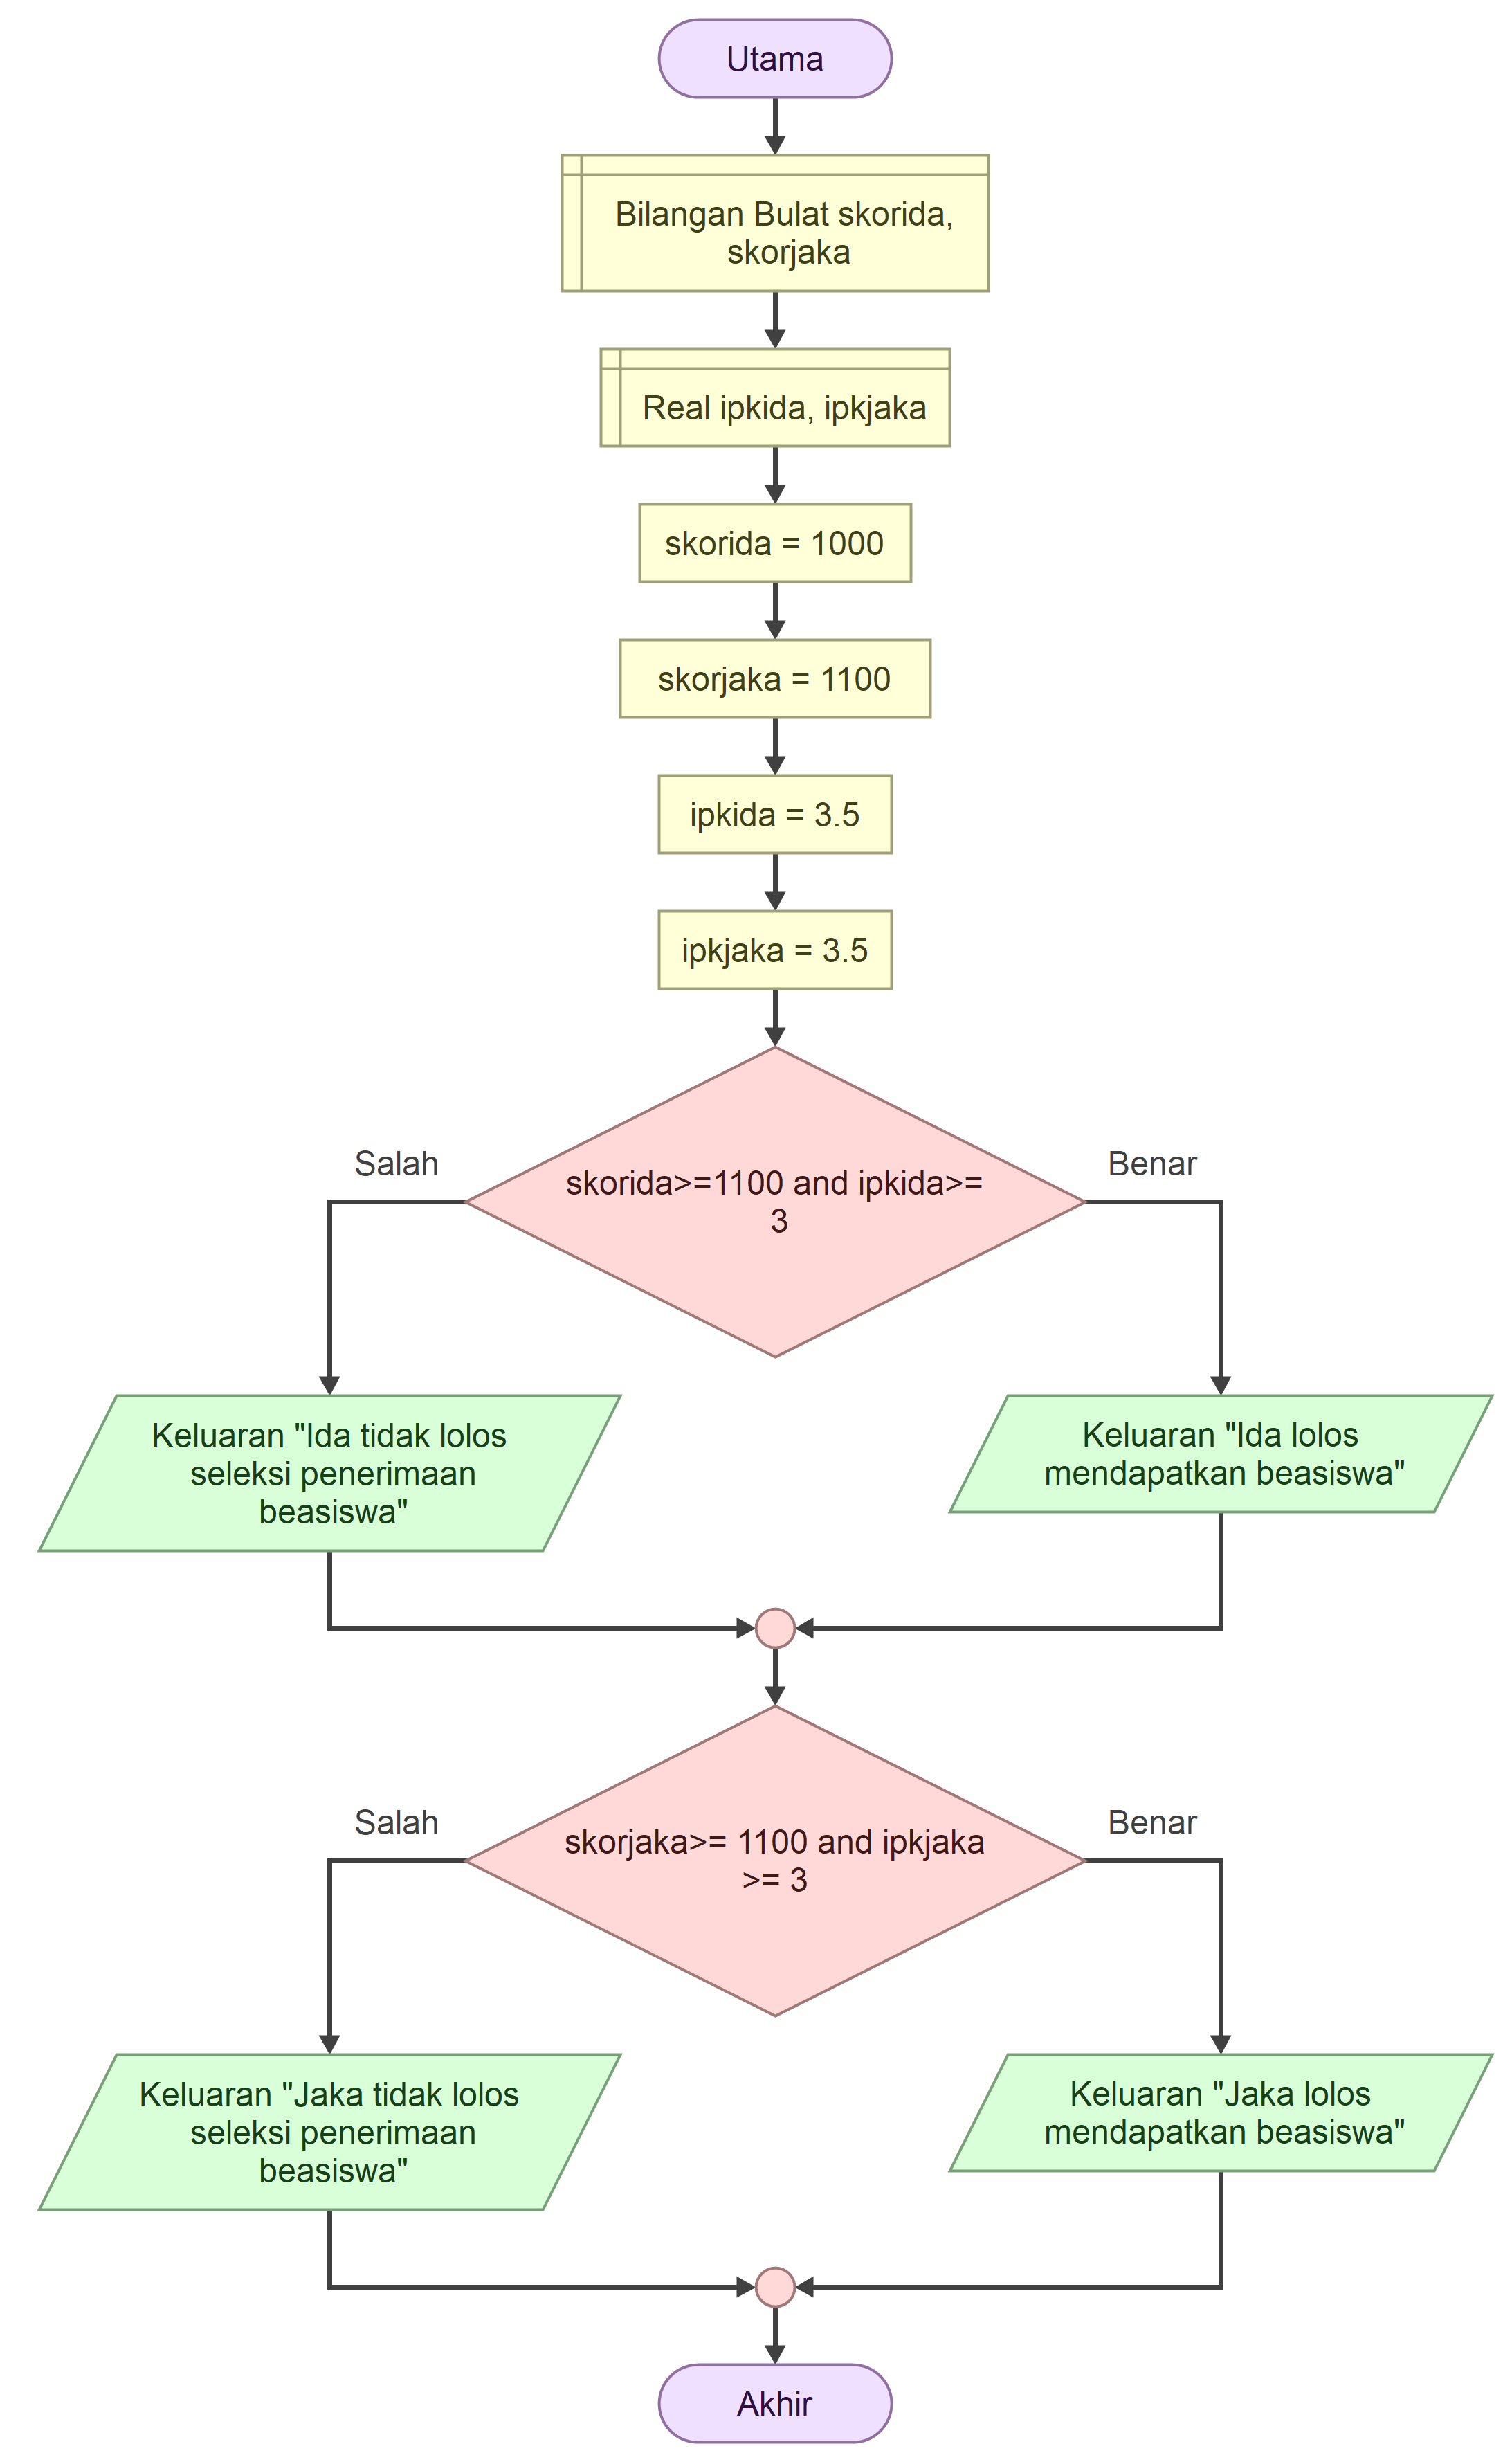 Utama
Bilangan Bulat skorida,
skorjaka
Real ipkida, ipkjaka
skorida = 1000
skorjaka = 1100
ipkida = 3.5
ipkjaka = 3.5
skorida>=1100 and ipkida>=
3
Salah
Benar
Keluaran "Ida tidak lolos
seleksi penerimaan
beasiswa"
Keluaran "Ida lolos
mendapatkan beasiswa"
skorjaka>= 1100 and ipkjaka
>= 3
Salah
Benar
Keluaran "Jaka tidak lolos
seleksi penerimaan
beasiswa"
Keluaran "Jaka lolos
mendapatkan beasiswa"
Akhir